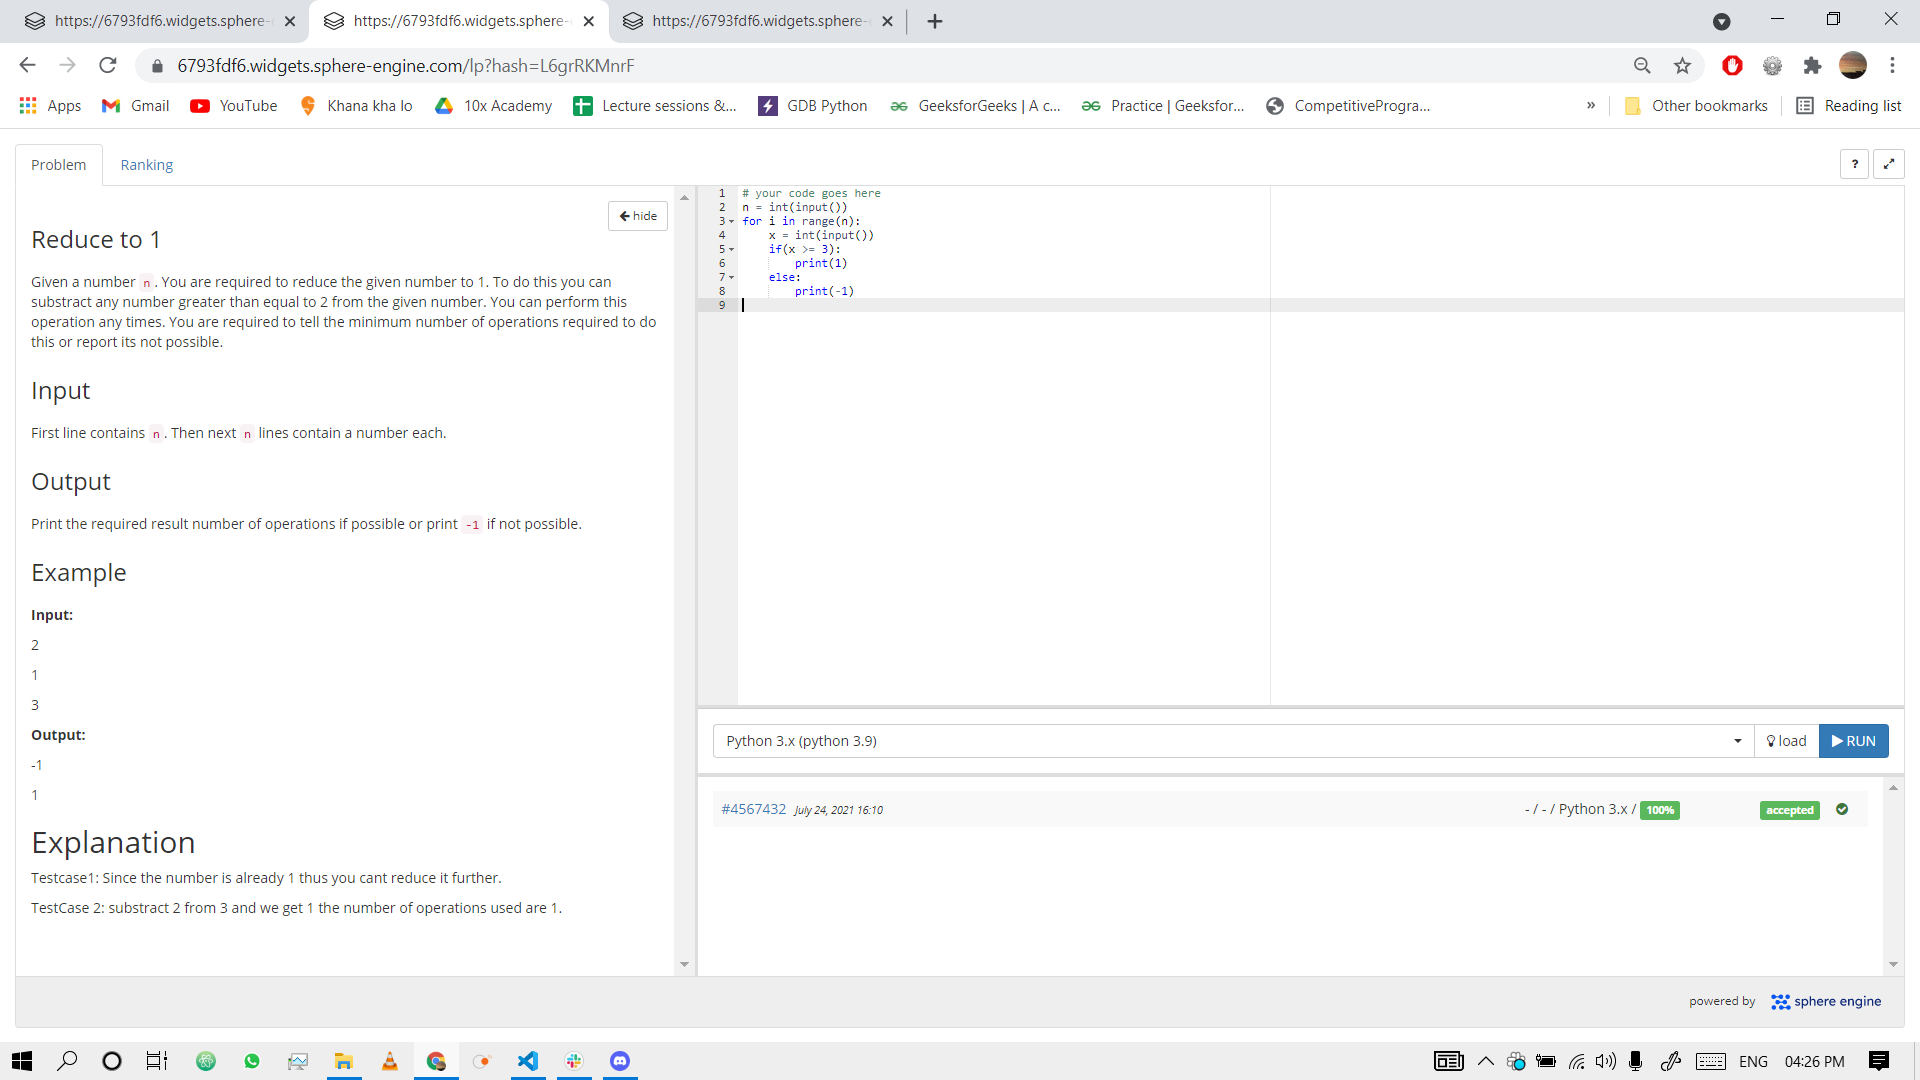 https://6793fdf6.widgets.sphere-
https://6793fdf6.widgets.sphere-
https://6793fdf6.widgets.sphere-
6793fdf6.widgets.sphere-engine.com/lp?hash=L6grRKMnrF
Apps Gmail YouTube Khana kha lo 10x Academy Lecture sessions &... GDB Python GeeksforGeeks | A c... Practice | Geeksfor... CompetitiveProgra... » Other bookmarks Reading list
Problem Ranking ?
hide
Reduce to 1
Given a number n . You are required to reduce the given number to 1. To do this you can
substract any number greater than equal to 2 from the given number. You can perform this
operation any times. You are required to tell the minimum number of operations required to do
this or report its not possible.
Input
First line contains n . Then next n lines contain a number each.
Output
Print the required result number of operations if possible or print -1 if not possible.
Example
Input:
2
1
3
Output:
-1
1
Explanation
Testcase1: Since the number is already 1 thus you cant reduce it further.
TestCase 2: substract 2 from 3 and we get 1 the number of operations used are 1.
1 # your code goes here
2 n = int(input())
3 for i in range(n):
4 x = int(input())
5 if(x >= 3):
6 print(1)
7 else:
8 print(-1)
9
Python 3.x (python 3.9) load RUN
#4567432 July 24, 2021 16:10 - / - / Python 3.x / 100% accepted
powered by sphere engine
ENG 04:26 PM